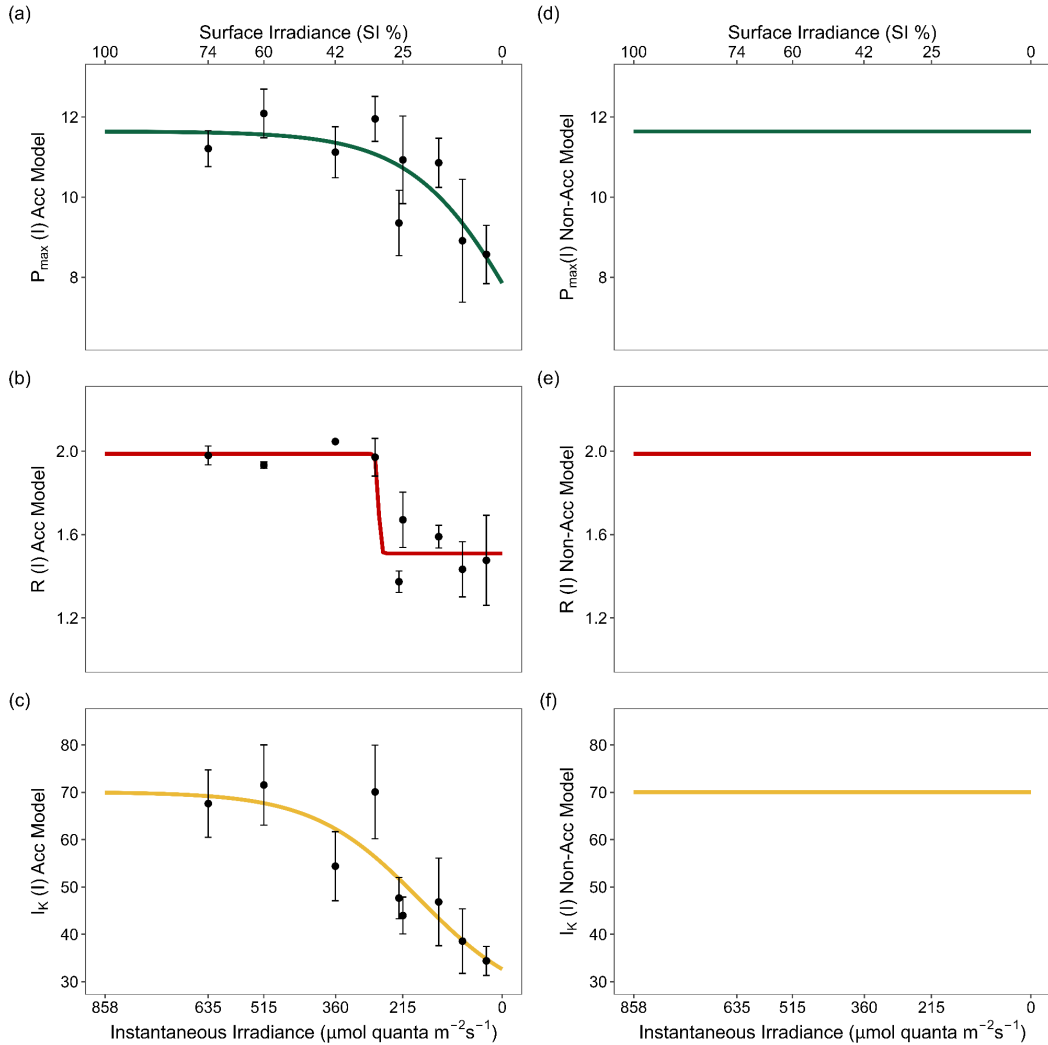 (a)
Surface Irradiance (SI %)
100 74 60 42 25 0
P_max (I) Acc Model
12
10
8
(d)
Surface Irradiance (SI %)
100 74 60 42 25 0
P_max(I) Non-Acc Model
12
10
8
(b)
R (I) Acc Model
2.0
1.6
1.2
(e)
R (I) Non-Acc Model
2.0
1.6
1.2
(c)
I_K (I) Acc Model
80
70
60
50
40
30
858 635 515 360 215 0
Instantaneous Irradiance (μmol quanta m⁻²s⁻¹)
(f)
I_K (I) Non-Acc Model
80
70
60
50
40
30
858 635 515 360 215 0
Instantaneous Irradiance (μmol quanta m⁻²s⁻¹)